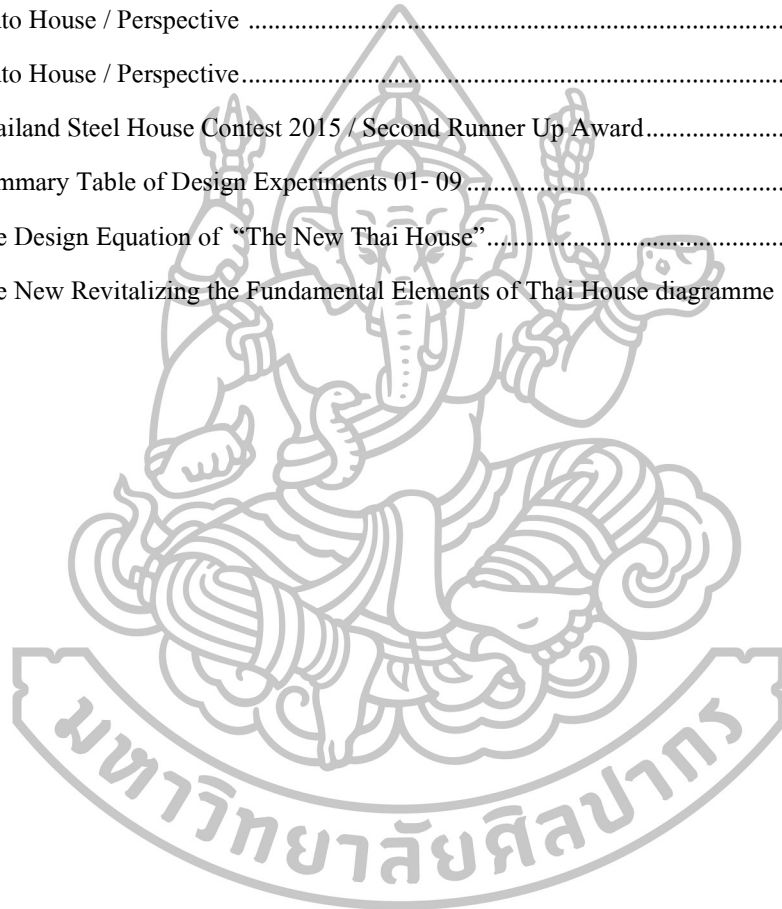 to House / Perspective ................................................................................
to House / Perspective.................................................................................
ailand Steel House Contest 2015 / Second Runner Up Award.....................
mmary Table of Design Experiments 01- 09 ................................................
e Design Equation of “The New Thai House”.............................................
e New Revitalizing the Fundamental Elements of Thai House diagramme
มหาวิทยาลัยศิลปากร